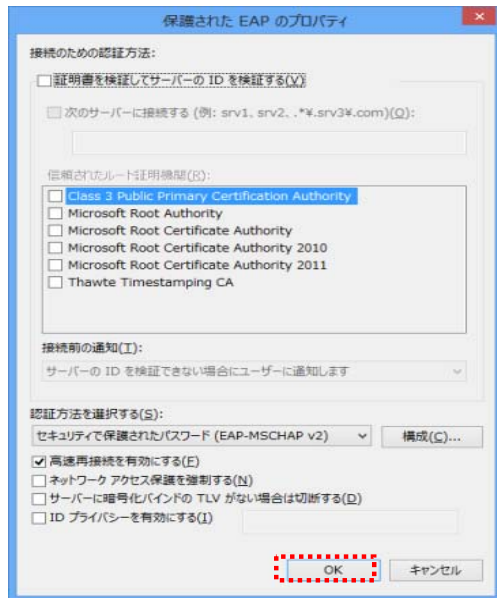 保護された EAP のプロパティ
接続のための認証方法:
証明書を検証してサーバーの ID を検証する(V)
次のサーバーに接続する (例: srv1、srv2、.*¥.srv3¥.com)(O):
信頼されたルート証明機関(R):
Class 3 Public Primary Certification Authority
Microsoft Root Authority
Microsoft Root Certificate Authority
Microsoft Root Certificate Authority 2010
Microsoft Root Certificate Authority 2011
Thawte Timestamping CA
接続前の通知(T):
サーバーの ID を検証できない場合にユーザーに通知します
認証方法を選択する(S):
セキュリティで保護されたパスワード (EAP-MSCHAP v2)
構成(C)...
高速再接続を有効にする(F)
ネットワーク アクセス保護を強制する(N)
サーバーに暗号化バインドの TLV がない場合は切断する(D)
ID プライバシーを有効にする(I)
OK
キャンセル